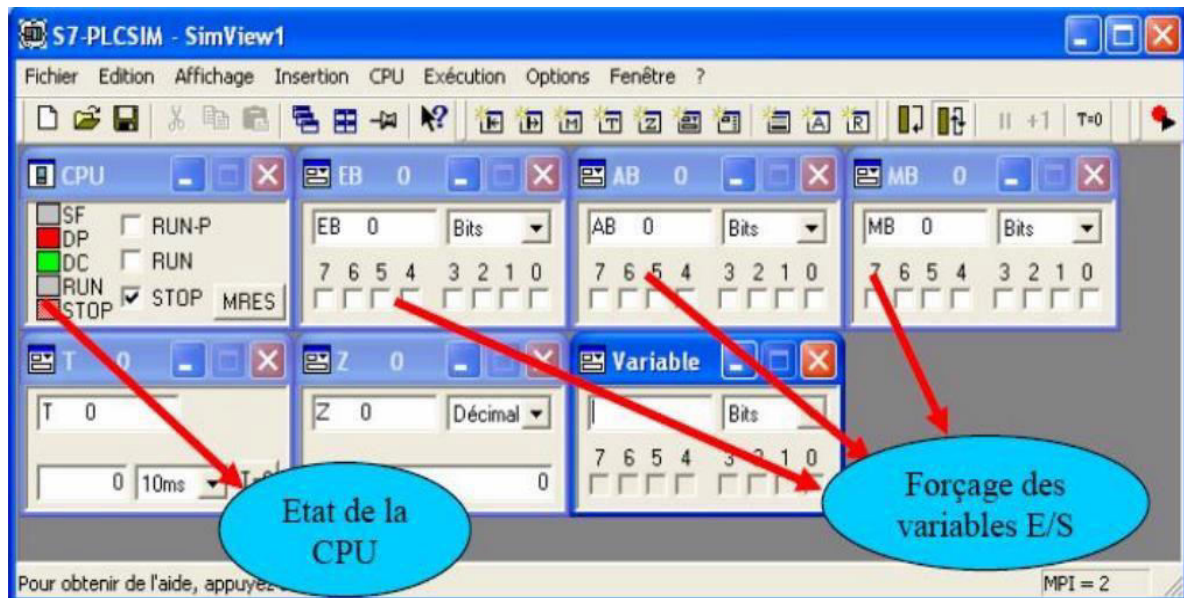 S7-PLCSIM - SimView1
Fichier Edition Affichage Insertion CPU Exécution Options Fenêtre ?
T=0
CPU
SF
DP
DC
RUN
STOP
RUN-P
RUN
STOP
MRES
EB 0
EB 0 Bits
7 6 5 4 3 2 1 0
AB 0
AB 0 Bits
7 6 5 4 3 2 1 0
MB 0
MB 0 Bits
7 6 5 4 3 2 1 0
T 0
T 0
0 10ms
Z 0
Z 0 Décimal
0
Variable
Bits
7 6 5 4 3 2 1 0
Etat de la
CPU
Forçage des
variables E/S
Pour obtenir de l'aide, appuyez
MPI = 2